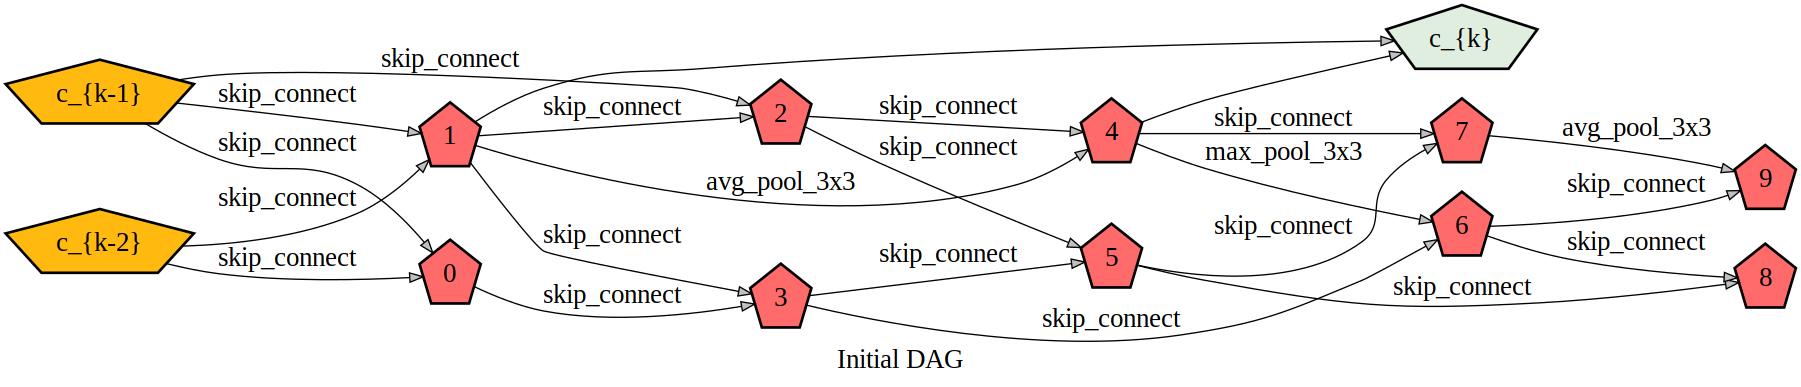 c_{k-1}
c_{k-2}
skip_connect
skip_connect
skip_connect
skip_connect
skip_connect
1
0
skip_connect
avg_pool_3x3
skip_connect
skip_connect
2
3
skip_connect
skip_connect
skip_connect
skip_connect
4
5
skip_connect
max_pool_3x3
skip_connect
skip_connect
c_{k}
7
6
avg_pool_3x3
skip_connect
skip_connect
9
8
Initial DAG